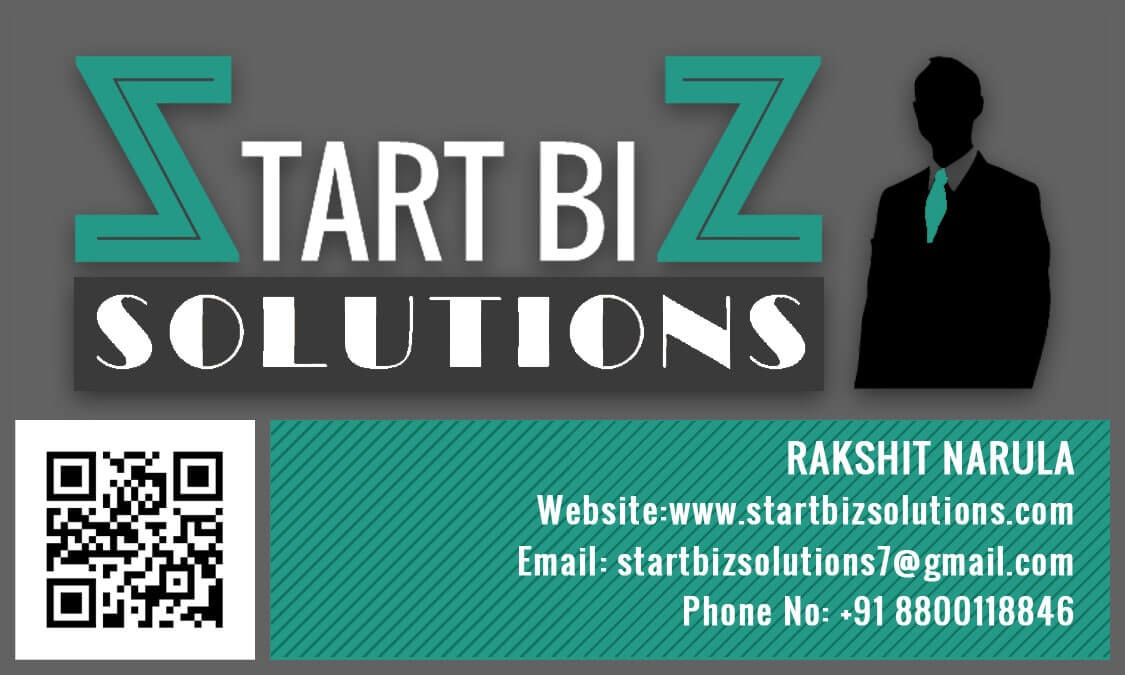 START BIZ
SOLUTIONS
RAKSHIT NARULA
Website:www.startbizsolutions.com
Email: startbizsolutions7@gmail.com
Phone No: +91 8800118846